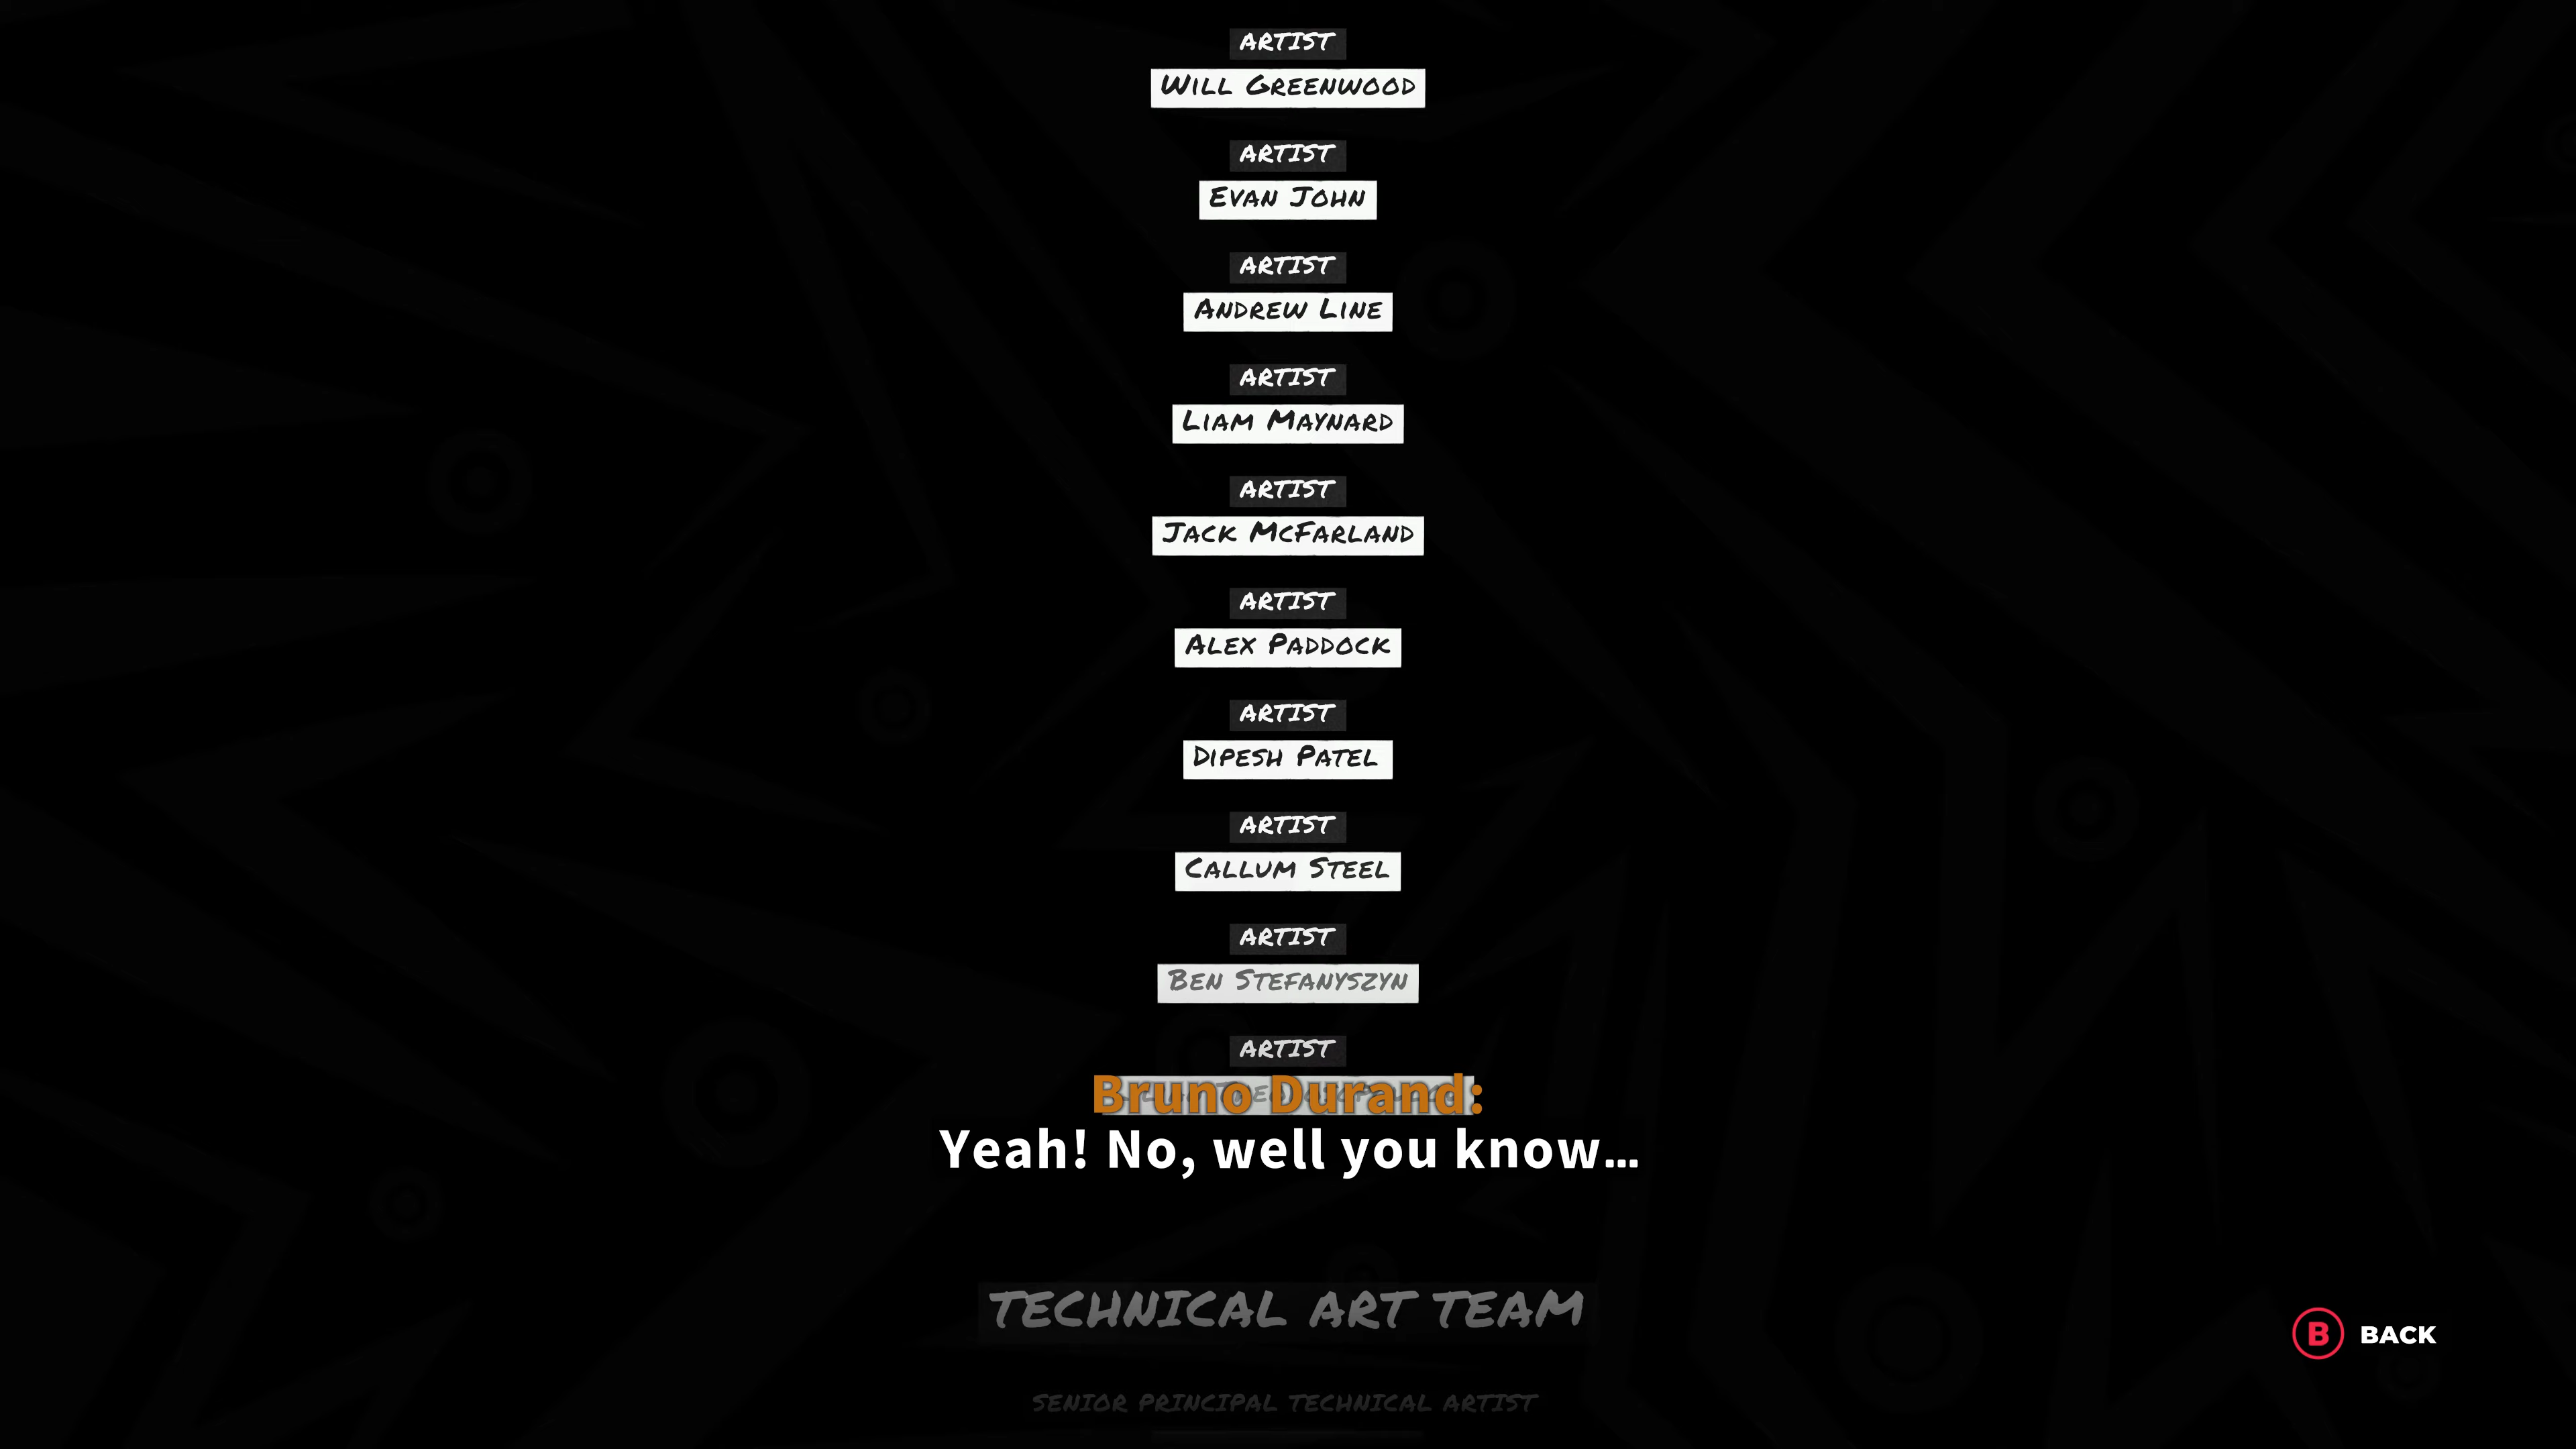 ARTIST
WILL GREENWOOD
ARTIST
EVAN JOHN
ARTIST
ANDREW LINE
ARTIST
LIAM MAYNARD
ARTIST
JACK MCFARLAND
ARTIST
ALEX PADDOCK
ARTIST
DIPESH PATEL
ARTIST
CALLUM STEEL
ARTIST
BEN STEFANYSZYN
ARTIST
Bruno Durand:
Yeah! No, well you know...
TECHNICAL ART TEAM
B BACK
SENIOR PRINCIPAL TECHNICAL ARTIST